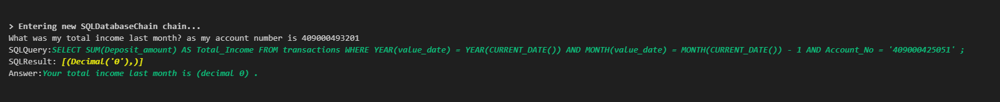 > Entering new SQLDatabaseChain chain...
What was my total income last month? as my account number is 409000493201
SQLQuery:SELECT SUM(Deposit_amount) AS Total_Income FROM transactions WHERE YEAR(value_date) = YEAR(CURRENT_DATE()) AND MONTH(value_date) = MONTH(CURRENT_DATE()) - 1 AND Account_No = '409000425051' ;
SQLResult: [(Decimal('0'),)]
Answer:Your total income last month is (decimal 0) .